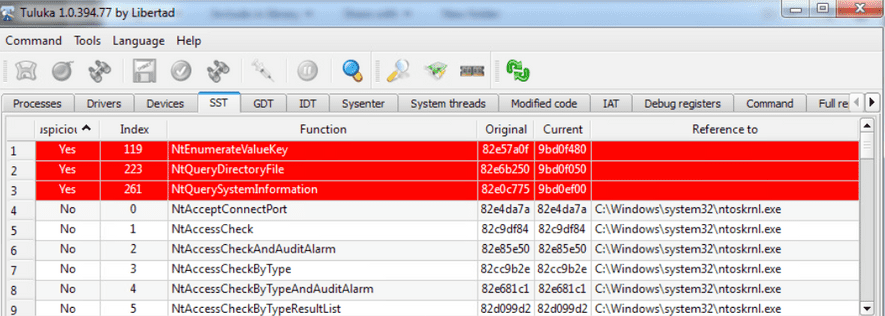 Tuluka 1.0.394.77 by Libertad
Command Tools Language Help
Processes Drivers Devices SST GDT IDT Sysenter System threads Modified code IAT Debug registers Command Full re
uspiciou Index Function Original Current Reference to
1 Yes 119 NtEnumerateValueKey 82e57a0f 9bd0f480
2 Yes 223 NtQueryDirectoryFile 82e6b250 9bd0f050
3 Yes 261 NtQuerySystemInformation 82e0c775 9bd0ef00
4 No 0 NtAcceptConnectPort 82e4da7a 82e4da7a C:\Windows\system32\ntoskrnl.exe
5 No 1 NtAccessCheck 82c9df84 82c9df84 C:\Windows\system32\ntoskrnl.exe
6 No 2 NtAccessCheckAndAuditAlarm 82e85e50 82e85e50 C:\Windows\system32\ntoskrnl.exe
7 No 3 NtAccessCheckByType 82cc9b2e 82cc9b2e C:\Windows\system32\ntoskrnl.exe
8 No 4 NtAccessCheckByTypeAndAuditAlarm 82e681c1 82e681c1 C:\Windows\system32\ntoskrnl.exe
9 No 5 NtAccessCheckByTypeResultList 82d099d2 82d099d2 C:\Windows\system32\ntoskrnl.exe